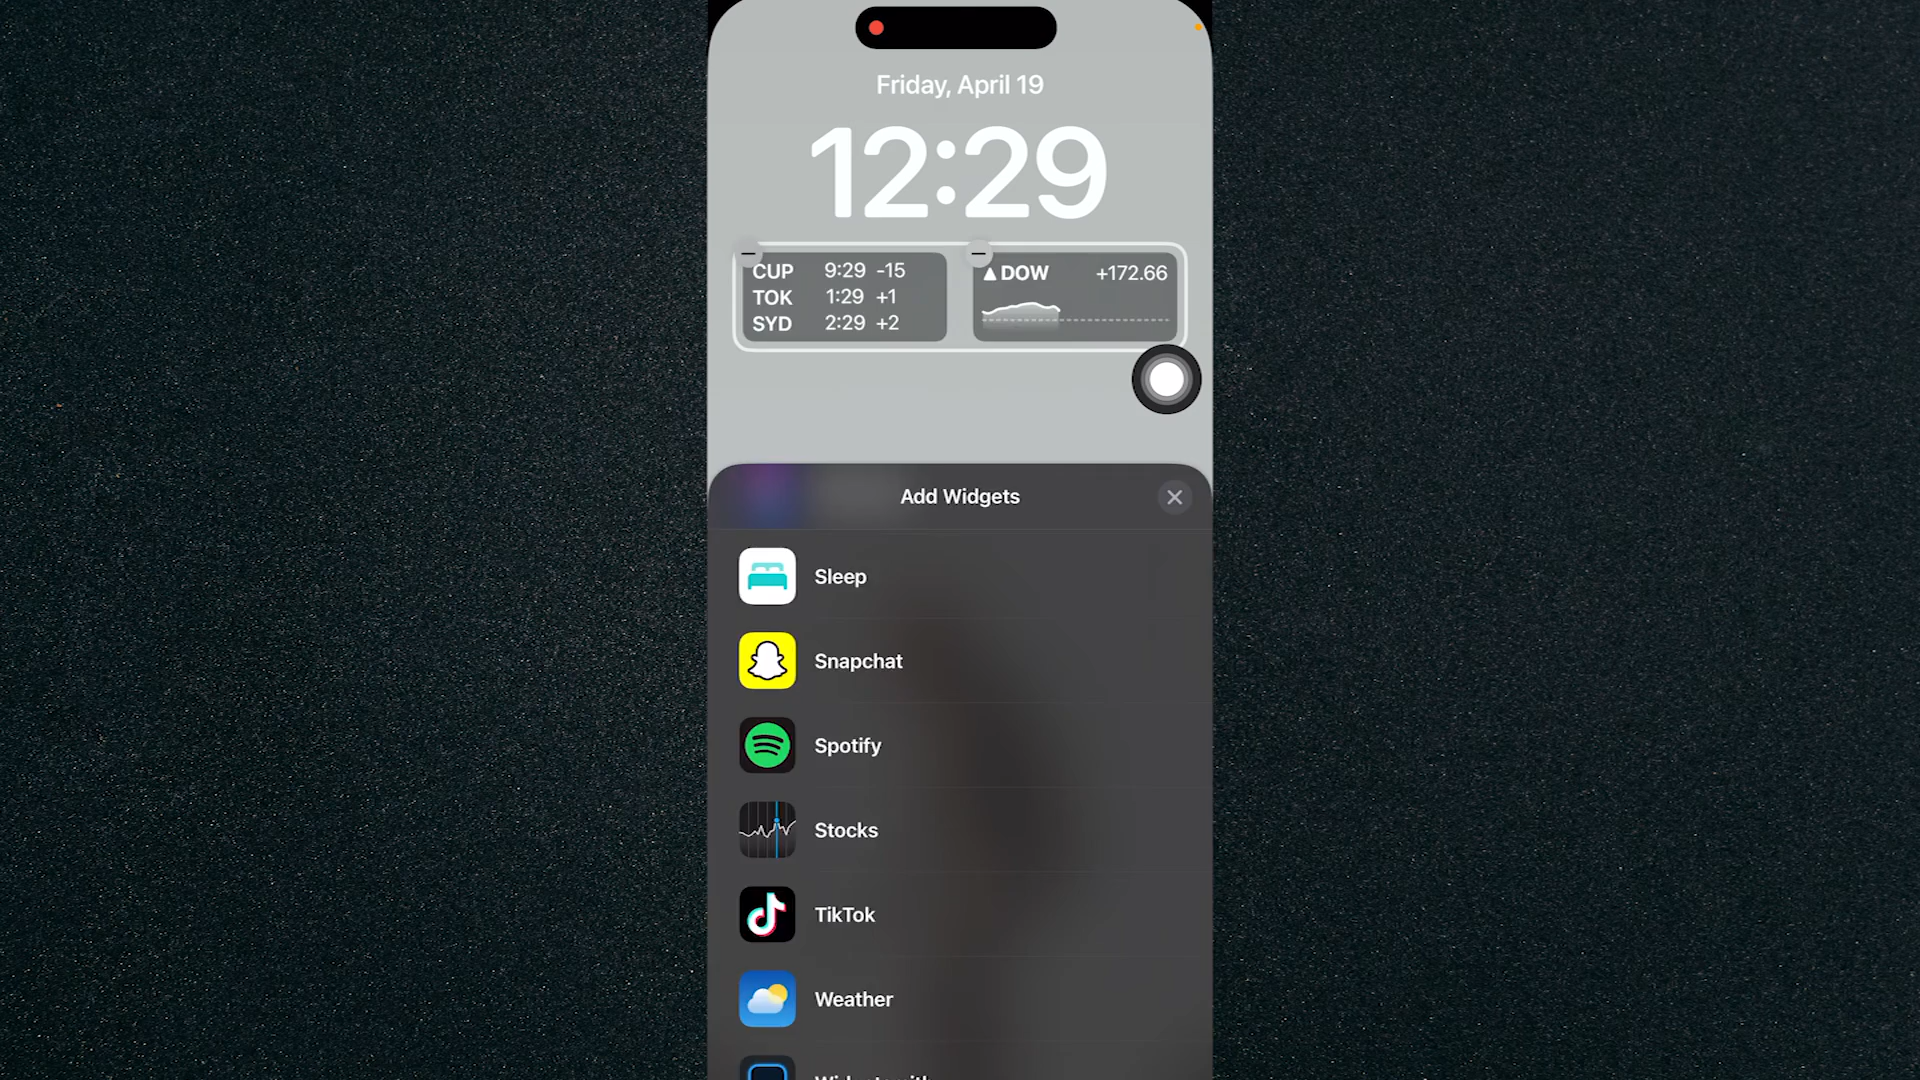 Friday, April 19
12:29
CUP 9:29 -15
TOK 1:29 +1
SYD 2:29 +2
▲DOW +172.66
Add Widgets
Sleep
Snapchat
Spotify
Stocks
TikTok
Weather